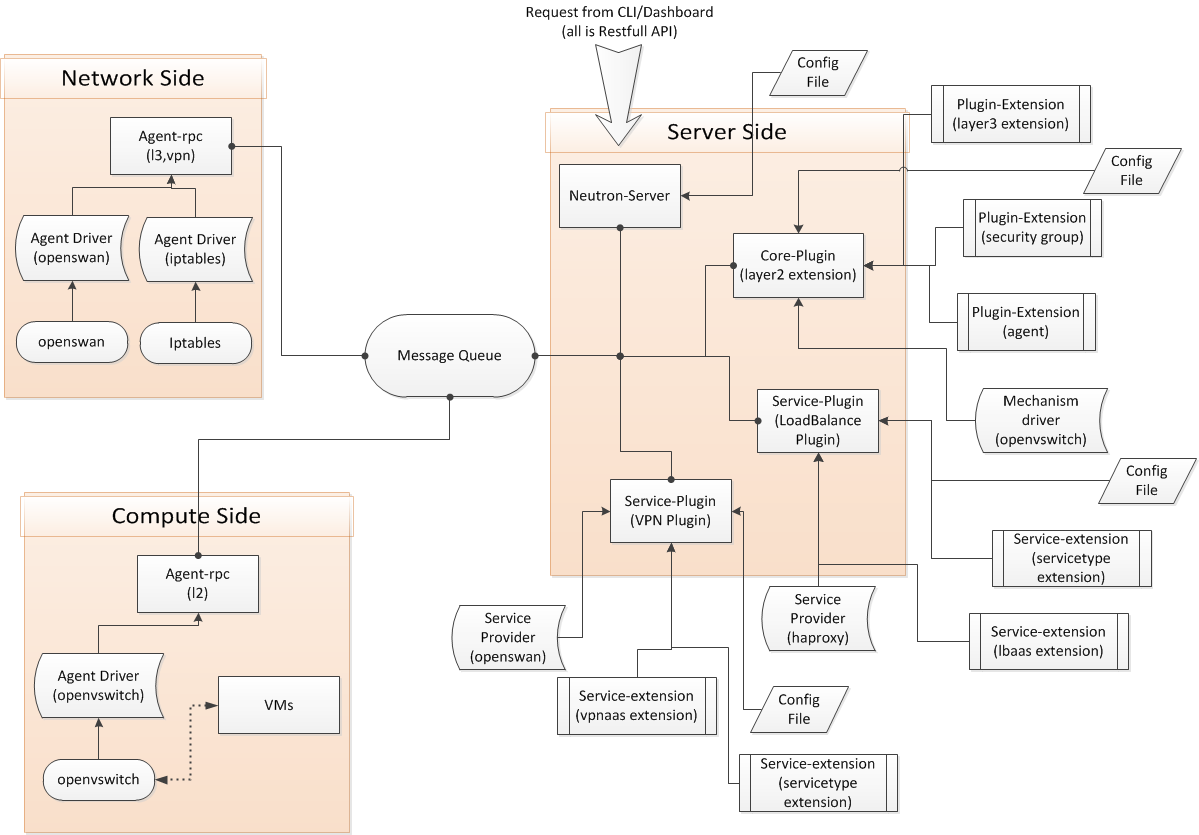 Request from CLI/Dashboard
(all is Restfull API)
Network Side
Agent-rpc
(l3,vpn)
Agent Driver
(openswan)
Agent Driver
(iptables)
openswan
Iptables
Message Queue
Compute Side
Agent-rpc
(l2)
Agent Driver
(openvswitch)
VMs
openvswitch
Server Side
Config
File
Neutron-Server
Plugin-Extension
(layer3 extension)
Config
File
Core-Plugin
(layer2 extension)
Plugin-Extension
(security group)
Plugin-Extension
(agent)
Service-Plugin
(LoadBalance
Plugin)
Mechanism
driver
(openvswitch)
Config
File
Service-Plugin
(VPN Plugin)
Service-extension
(servicetype
extension)
Service
Provider
(openswan)
Service
Provider
(haproxy)
Service-extension
(lbaas extension)
Service-extension
(vpnaas extension)
Config
File
Service-extension
(servicetype
extension)